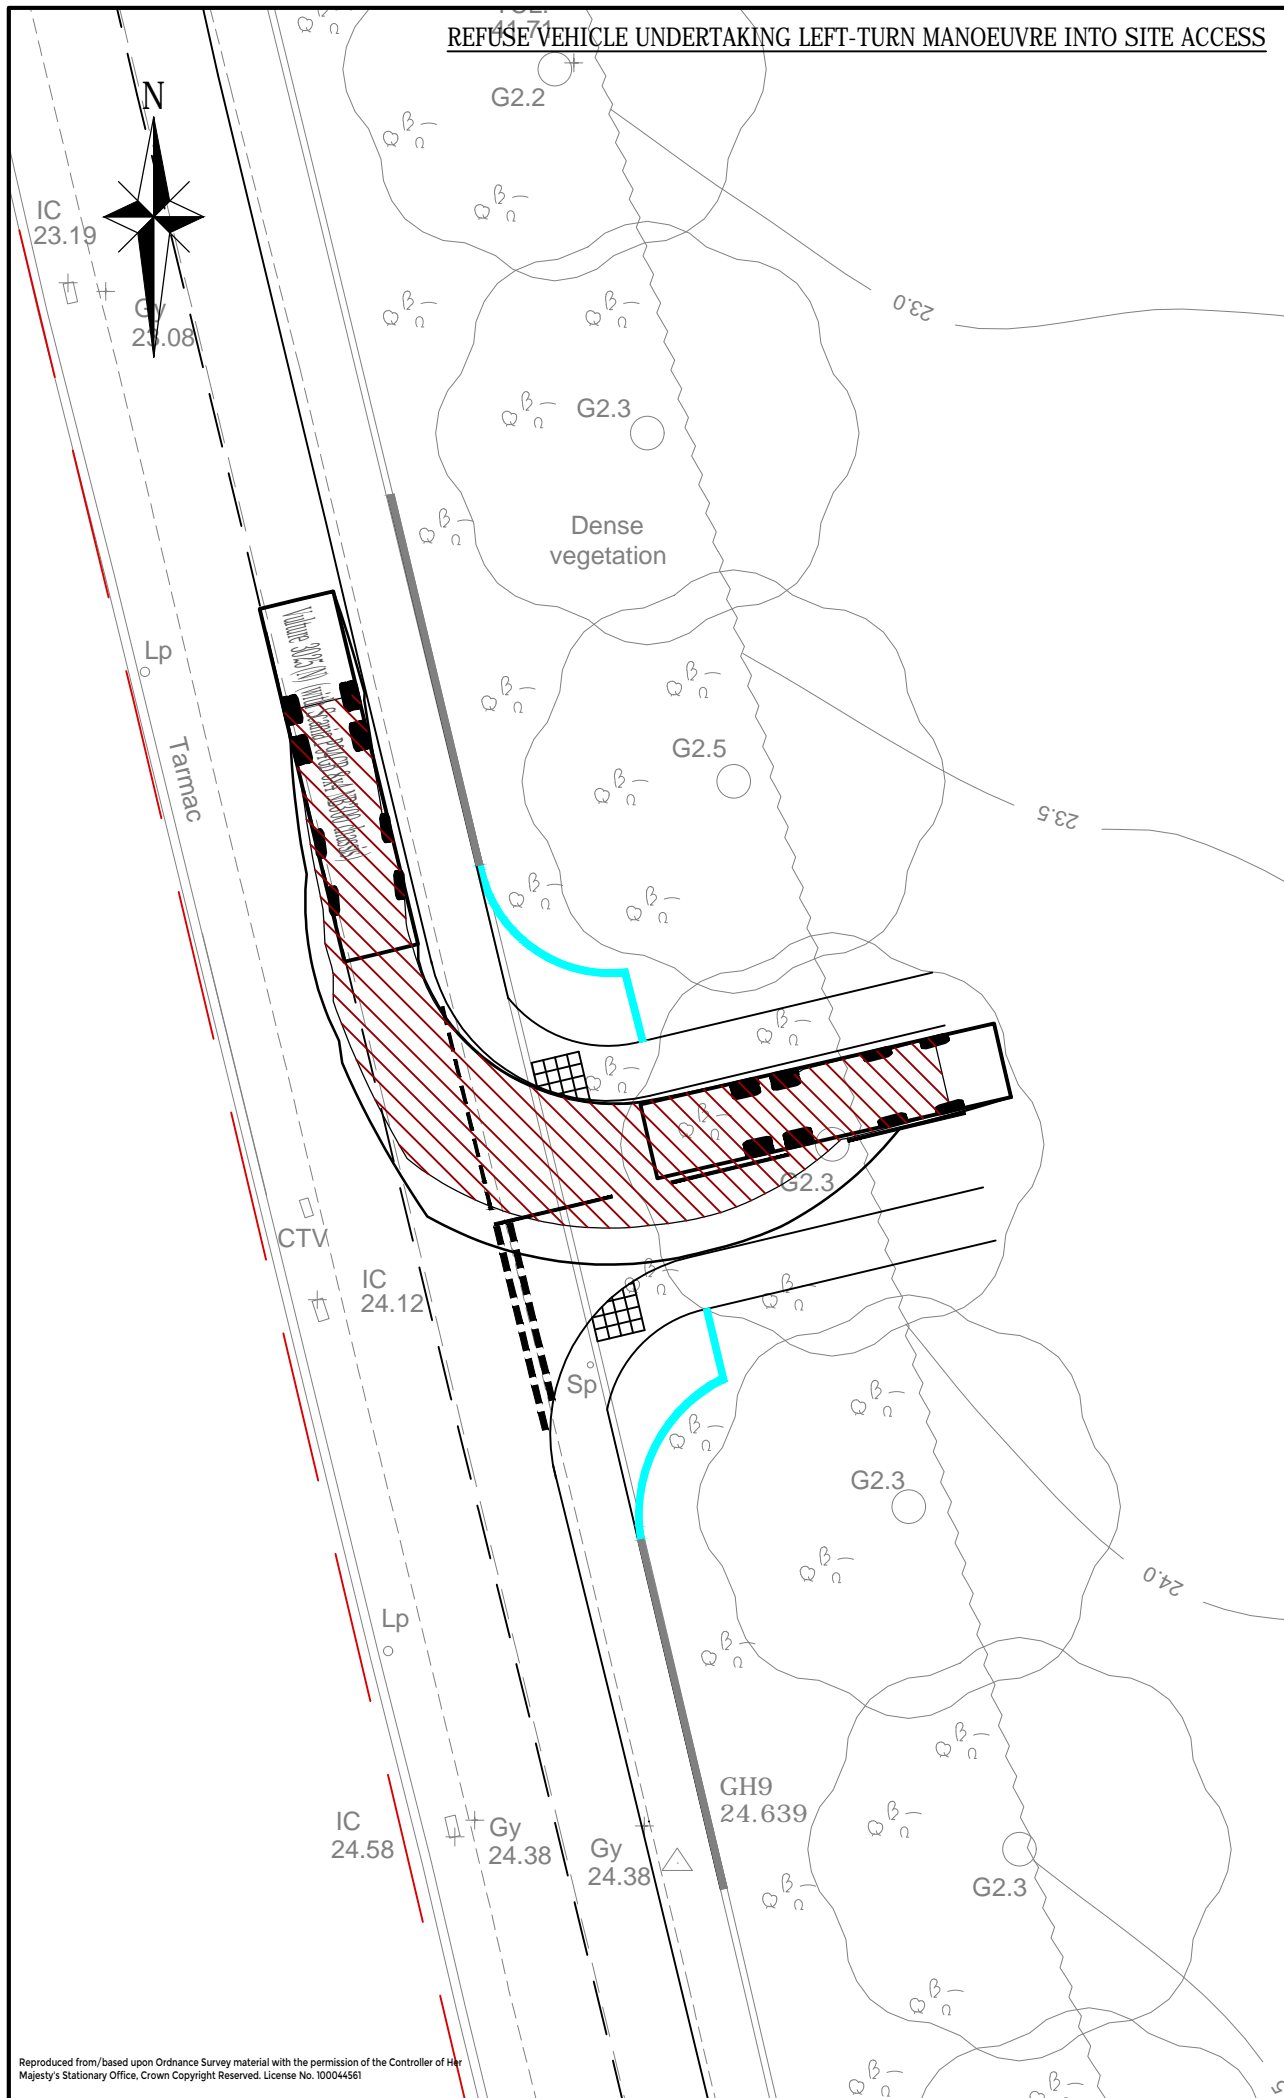 REFUSE VEHICLE UNDERTAKING LEFT-TURN MANOEUVRE INTO SITE ACCESS
41.71
G2.2
N
IC
23.19
Gy
23.08
23.0
G2.3
Dense
vegetation
Lp
G2.5
Tarmac
23.5
G2.3
CTV
IC
24.12
Sp
G2.3
24.0
Lp
GH9
24.639
IC
24.58
Gy
24.38
Gy
24.38
G2.3
Reproduced from/based upon Ordnance Survey material with the permission of the Controller of Her
Majesty's Stationary Office, Crown Copyright Reserved. License No. 100044561